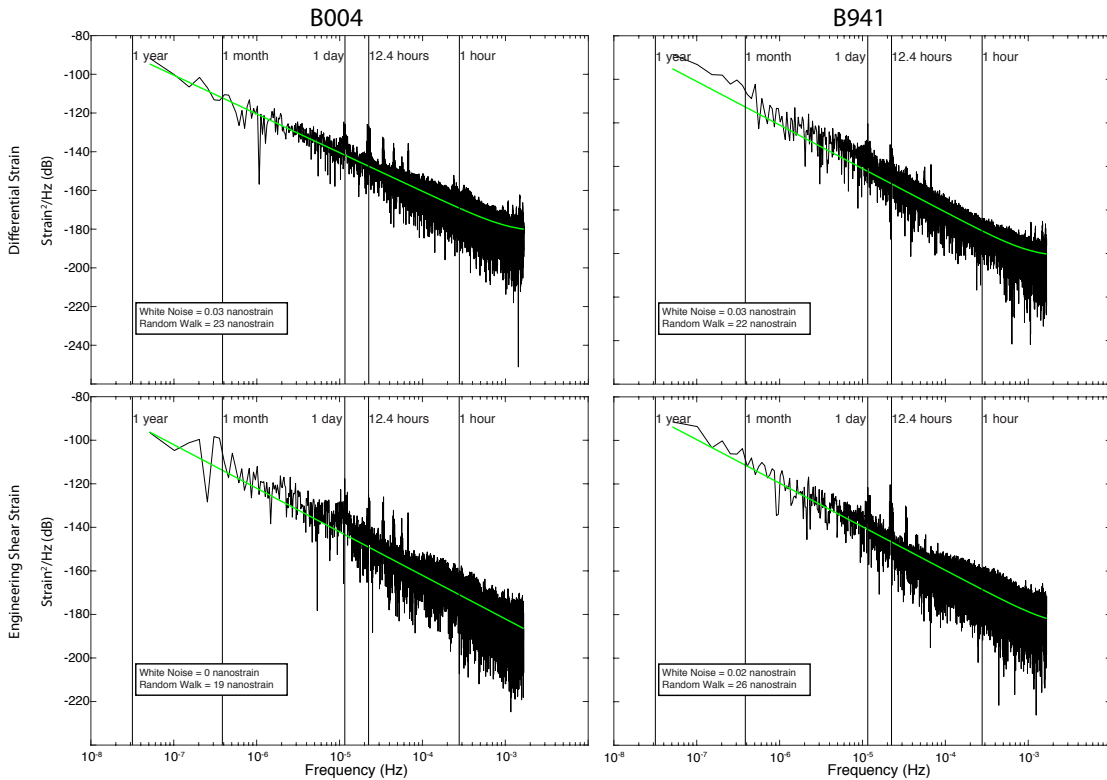 B004
B941
-80
-100
-120
-140
-160
-180
-200
-220
-240
-260
Differential Strain
Strain²/Hz (dB)
1 year
1 month
1 day
12.4 hours
1 hour
White Noise = 0.03 nanostrain
Random Walk = 23 nanostrain
1 year
1 month
1 day
12.4 hours
1 hour
White Noise = 0.03 nanostrain
Random Walk = 22 nanostrain
-80
-100
-120
-140
-160
-180
-200
-220
Engineering Shear Strain
Strain²/Hz (dB)
1 year
1 month
1 day
12.4 hours
1 hour
White Noise = 0 nanostrain
Random Walk = 19 nanostrain
1 year
1 month
1 day
12.4 hours
1 hour
White Noise = 0.02 nanostrain
Random Walk = 26 nanostrain
10⁻⁸ 10⁻⁷ 10⁻⁶ 10⁻⁵ 10⁻⁴ 10⁻³
Frequency (Hz)
10⁻⁸ 10⁻⁷ 10⁻⁶ 10⁻⁵ 10⁻⁴ 10⁻³
Frequency (Hz)